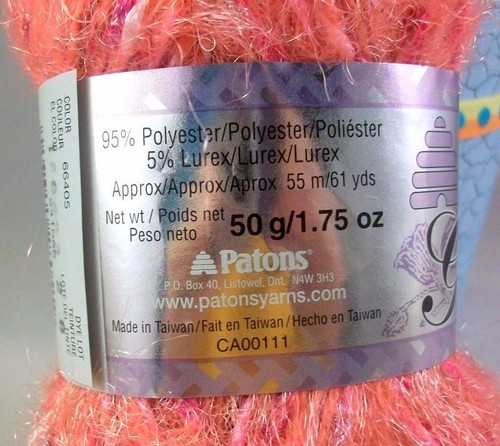 COLOR
COULEUR
EL COLOR
66405
DYE LOT
TEINTURE
95% Polyester/Polyester/Poliéster
5% Lurex/Lurex/Lurex
Approx/Approx/Aprox 55 m/61 yds
Net wt / Poids net 50 g/1.75 oz
Peso neto
Patons®
P.O. Box 40, Listowel, Ont. N4W 3H3
www.patonsyarns.com
Made in Taiwan/Fait en Taiwan/Hecho en Taiwan
CA00111
G